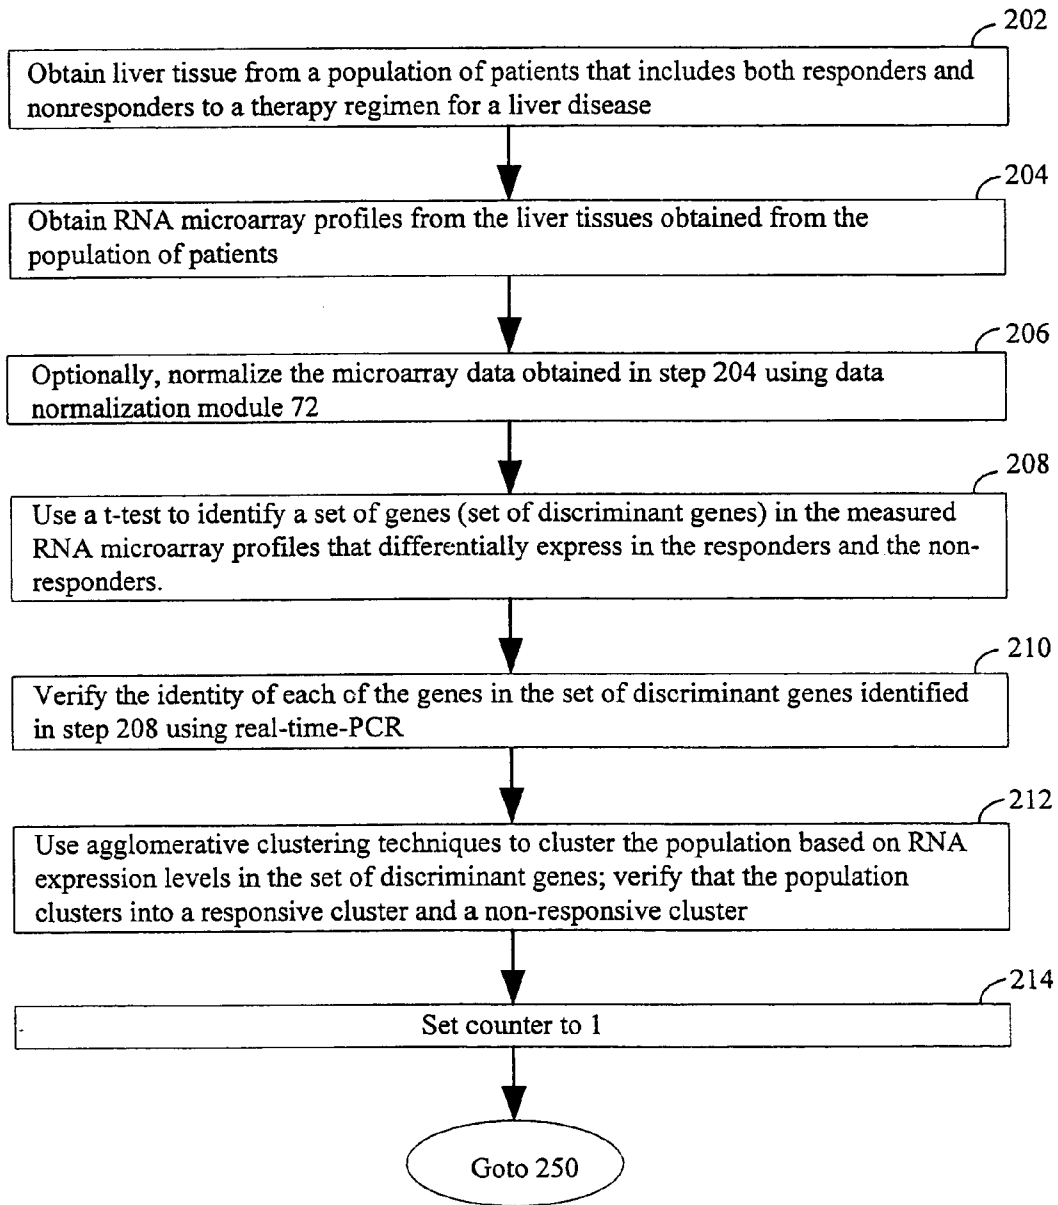 202
Obtain liver tissue from a population of patients that includes both responders and
nonresponders to a therapy regimen for a liver disease
204
Obtain RNA microarray profiles from the liver tissues obtained from the
population of patients
206
Optionally, normalize the microarray data obtained in step 204 using data
normalization module 72
208
Use a t-test to identify a set of genes (set of discriminant genes) in the measured
RNA microarray profiles that differentially express in the responders and the non-
responders.
210
Verify the identity of each of the genes in the set of discriminant genes identified
in step 208 using real-time-PCR
212
Use agglomerative clustering techniques to cluster the population based on RNA
expression levels in the set of discriminant genes; verify that the population
clusters into a responsive cluster and a non-responsive cluster
214
Set counter to 1
Goto 250